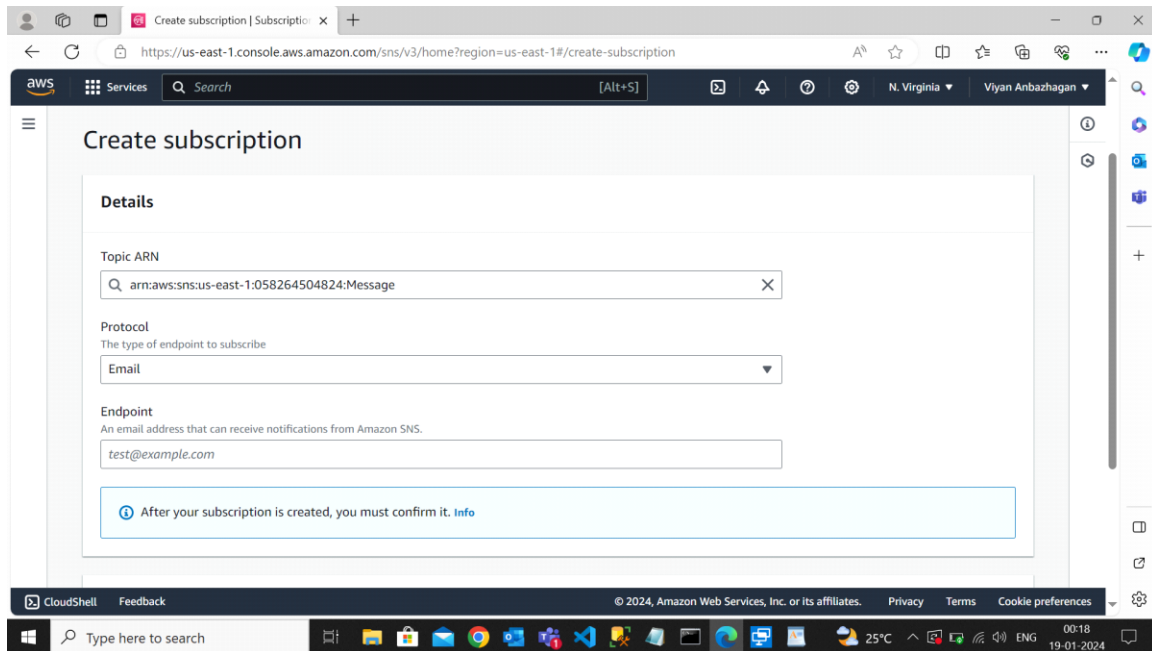 Create subscription | Subscriptio
https://us-east-1.console.aws.amazon.com/sns/v3/home?region=us-east-1#/create-subscription
aws Services Search [Alt+S] N. Virginia Viyan Anbazhagan
Create subscription
Details
Topic ARN
arn:aws:sns:us-east-1:058264504824:Message
Protocol
The type of endpoint to subscribe
Email
Endpoint
An email address that can receive notifications from Amazon SNS.
test@example.com
After your subscription is created, you must confirm it. Info
CloudShell Feedback © 2024, Amazon Web Services, Inc. or its affiliates. Privacy Terms Cookie preferences
Type here to search 25°C ENG 00:18
19-01-2024